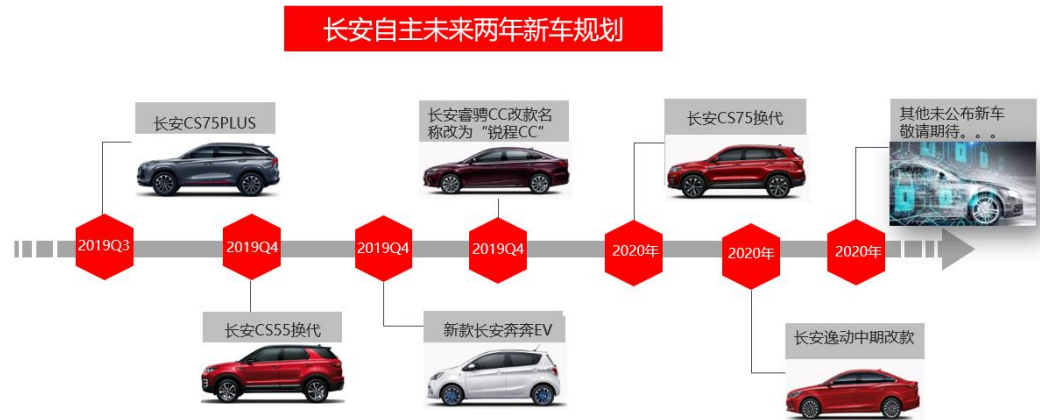 长安自主未来两年新车规划
长安CS75PLUS
长安睿骋CC改款名
称改为“锐程CC”
长安CS75换代
其他未公布新车
敬请期待。。。
2019Q3
2019Q4
2019Q4
2019Q4
2020年
2020年
2020年
长安CS55换代
新款长安奔奔EV
长安逸动中期改款